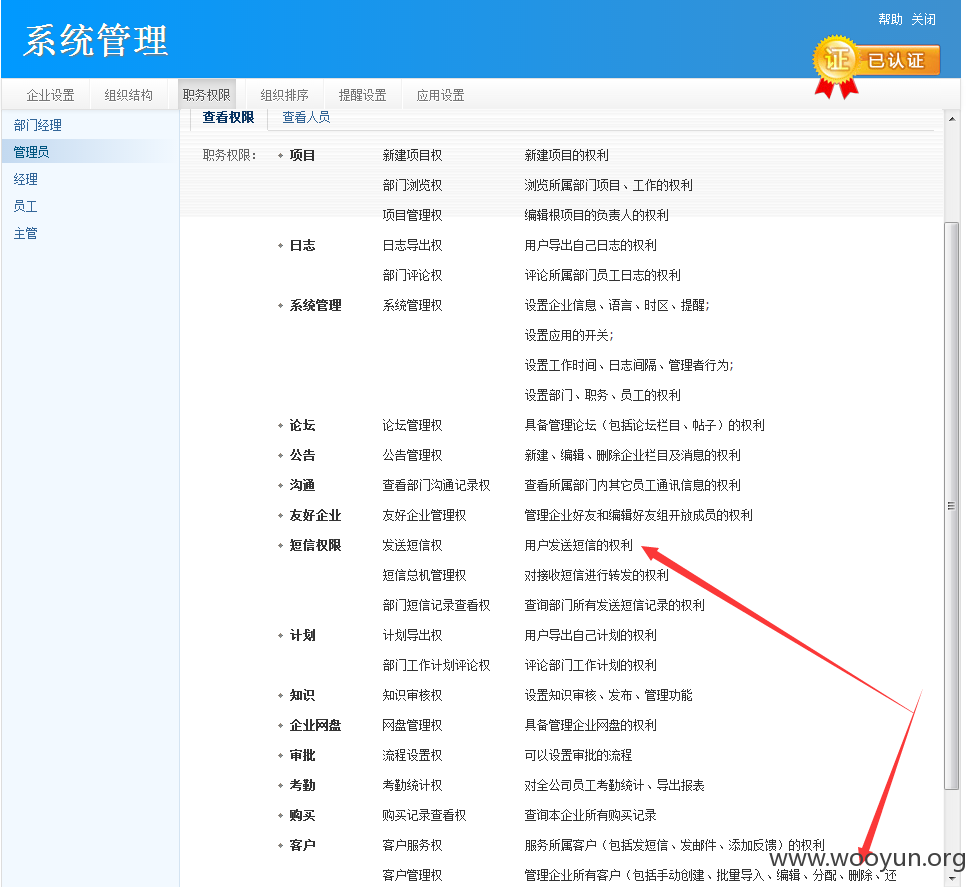 系统管理
帮助 关闭
证 已认证
企业设置 组织结构 职务权限 组织排序 提醒设置 应用设置
部门经理
管理员
经理
员工
主管
查看权限 查看人员
职务权限： 项目 新建项目权 新建项目的权利
部门浏览权 浏览所属部门项目、工作的权利
项目管理权 编辑根项目的负责人的权利
日志 日志导出权 用户导出自己日志的权利
部门评论权 评论所属部门员工日志的权利
系统管理 系统管理权 设置企业信息、语言、时区、提醒;
设置应用的开关;
设置工作时间、日志间隔、管理者行为;
设置部门、职务、员工的权利
论坛 论坛管理权 具备管理论坛（包括论坛栏目、帖子）的权利
公告 公告管理权 新建、编辑、删除企业栏目及消息的权利
沟通 查看部门沟通记录权 查看所属部门内其它员工通讯信息的权利
友好企业 友好企业管理权 管理企业好友和编辑好友组开放成员的权利
短信权限 发送短信权 用户发送短信的权利
短信总机管理权 对接收短信进行转发的权利
部门短信记录查看权 查询部门所有发送短信记录的权利
计划 计划导出权 用户导出自己计划的权利
部门工作计划评论权 评论部门工作计划的权利
知识 知识审核权 设置知识审核、发布、管理功能
企业网盘 网盘管理权 具备管理企业网盘的权利
审批 流程设置权 可以设置审批的流程
考勤 考勤统计权 对全公司员工考勤统计、导出报表
购买 购买记录查看权 查询本企业所有购买记录
客户 客户服务权 服务所属客户（包括发短信、发邮件、添加反馈）的权利
客户管理权 管理企业所有客户（包括手动创建、批量导入、编辑、分配、删除、还
www.wooyun.org